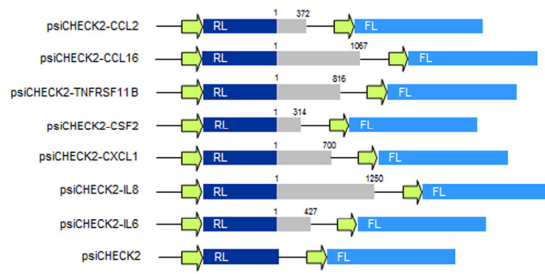 1 372
psiCHECK2-CCL2 RL FL
1 1067
psiCHECK2-CCL16 RL FL
1 816
psiCHECK2-TNFRSF11B RL FL
1 314
psiCHECK2-CSF2 RL FL
1 700
psiCHECK2-CXCL1 RL FL
1 1250
psiCHECK2-IL8 RL FL
1 427
psiCHECK2-IL6 RL FL
psiCHECK2 RL FL